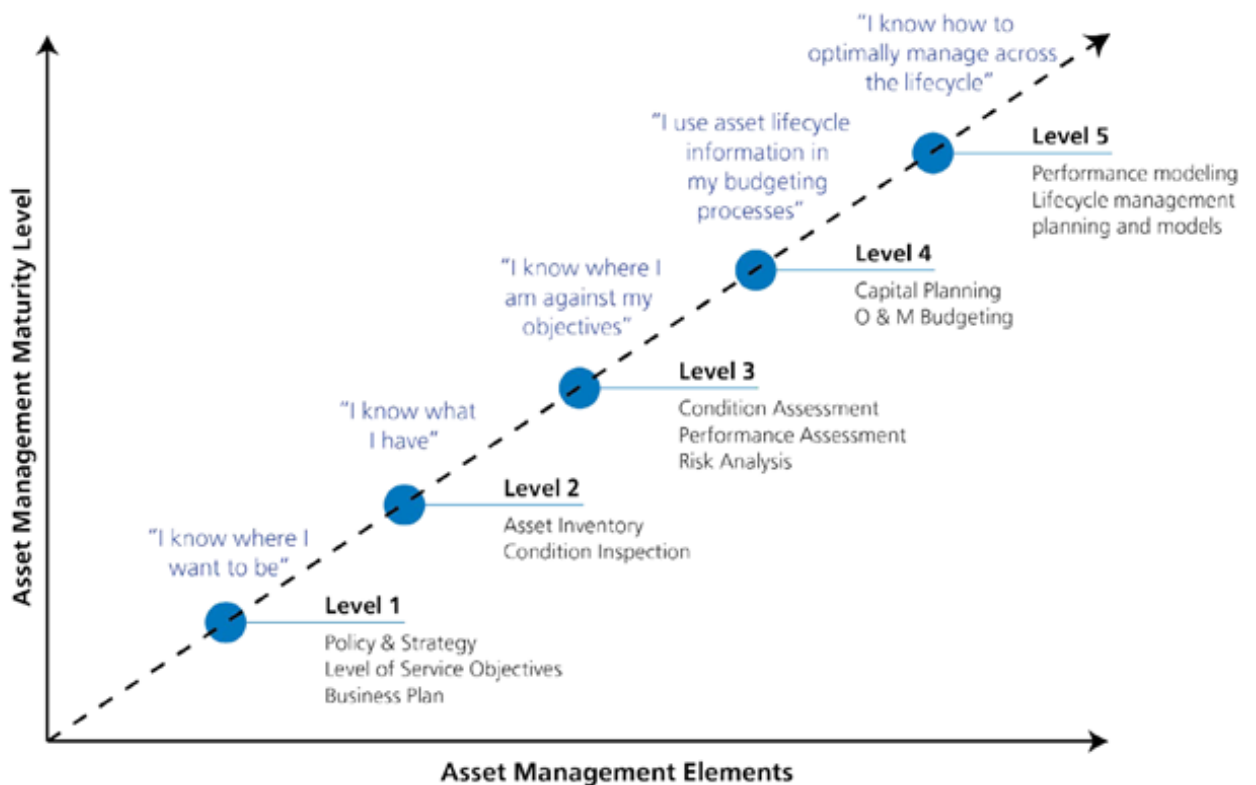 “I know how to
optimally manage across
the lifecycle”
“I use asset lifecycle
information in
my budgeting
processes”
Level 5
Performance modeling
Lifecycle management
planning and models
“I know where I
am against my
objectives”
Level 4
Capital Planning
O & M Budgeting
“I know what
I have”
Level 3
Condition Assessment
Performance Assessment
Risk Analysis
“I know where I
want to be”
Level 2
Asset Inventory
Condition Inspection
Level 1
Policy & Strategy
Level of Service Objectives
Business Plan
Asset Management Maturity Level
Asset Management Elements